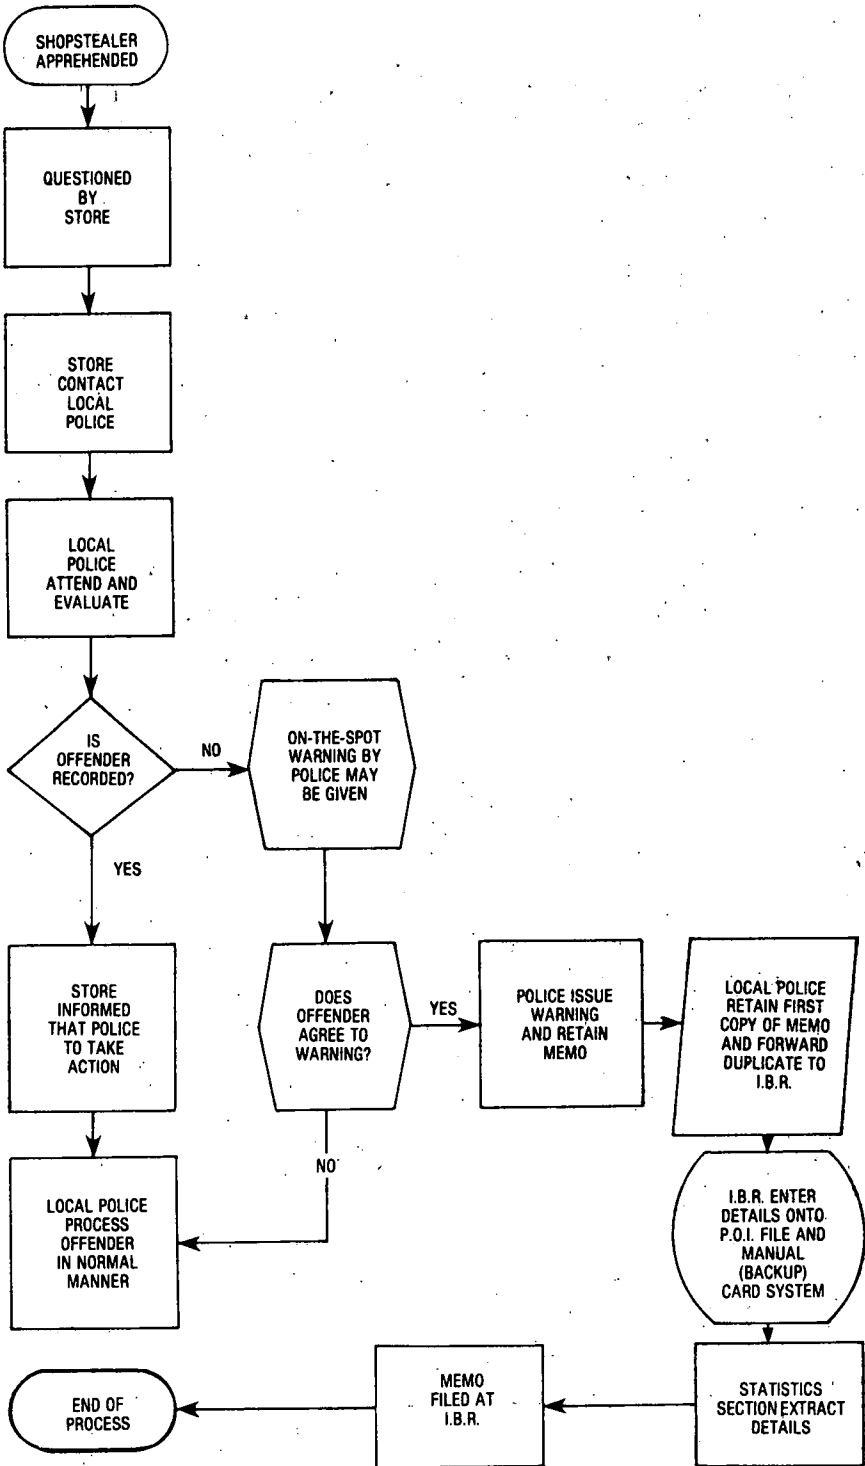 SHOPSTEALER
APPREHENDED
QUESTIONED
BY
STORE
STORE
CONTACT
LOCAL
POLICE
LOCAL
POLICE
ATTEND AND
EVALUATE
IS
OFFENDER
RECORDED?
NO
ON-THE-SPOT
WARNING BY
POLICE MAY
BE GIVEN
YES
STORE
INFORMED
THAT POLICE
TO TAKE
ACTION
DOES
OFFENDER
AGREE TO
WARNING?
YES
POLICE ISSUE
WARNING
AND RETAIN
MEMO
LOCAL POLICE
RETAIN FIRST
COPY OF MEMO
AND FORWARD
DUPLICATE TO
I.B.R.
NO
LOCAL POLICE
PROCESS
OFFENDER
IN NORMAL
MANNER
I.B.R. ENTER
DETAILS ONTO
P.O.I. FILE AND
MANUAL
(BACKUP)
CARD SYSTEM
STATISTICS
SECTION EXTRACT
DETAILS
MEMO
FILED AT
I.B.R.
END OF
PROCESS